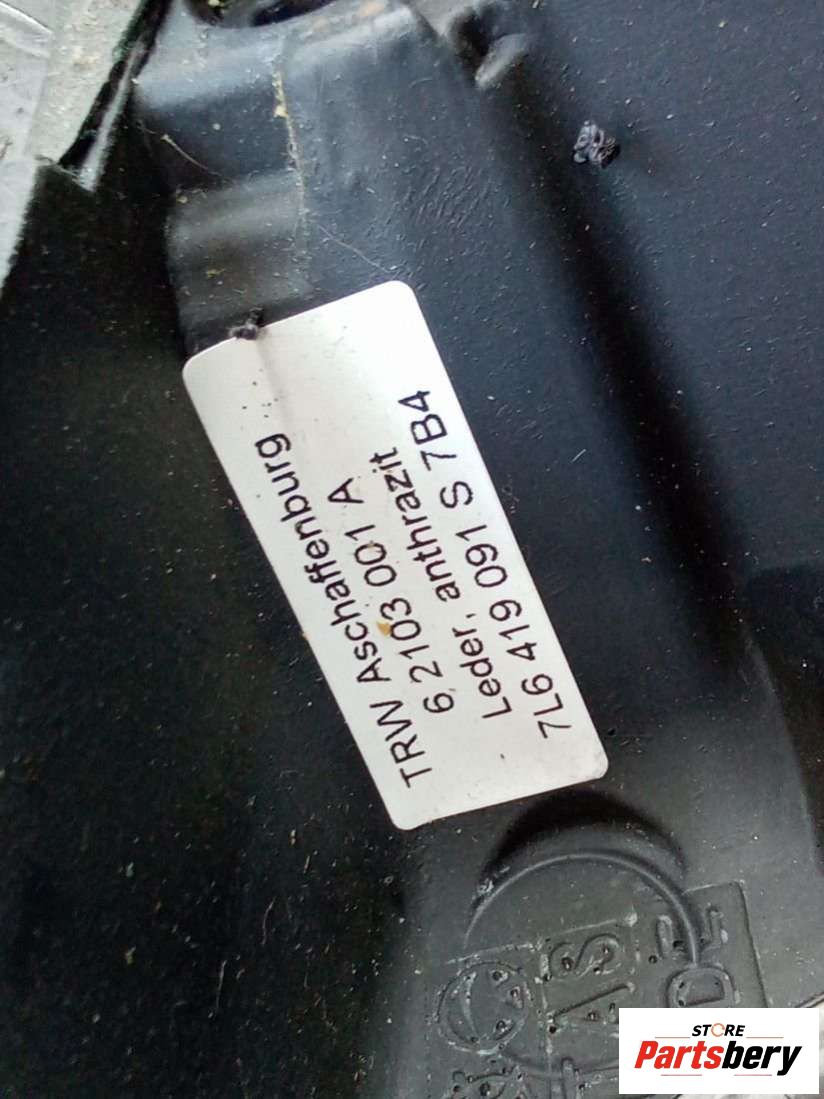 TRW Aschaffenburg
6 2103 001 A
Leder, anthrazit
7L6 419 091 S 7B4
STORE
Partsbery